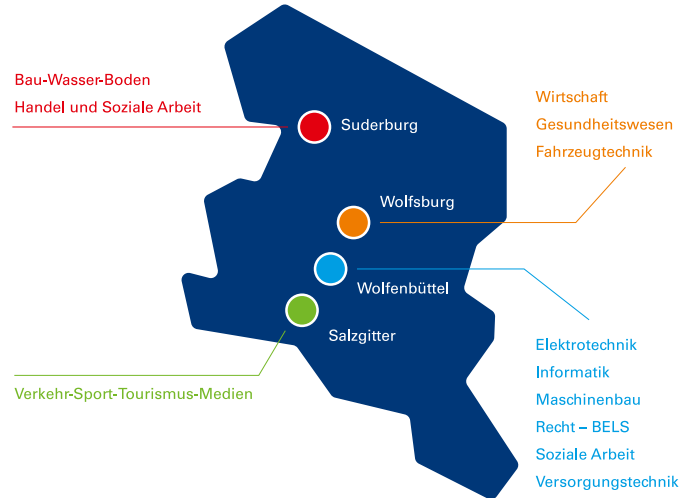 Bau-Wasser-Boden
Handel und Soziale Arbeit
Suderburg
Wirtschaft
Gesundheitswesen
Fahrzeugtechnik
Wolfsburg
Wolfenbüttel
Salzgitter
Verkehr-Sport-Tourismus-Medien
Elektrotechnik
Informatik
Maschinenbau
Recht – BELS
Soziale Arbeit
Versorgungstechnik